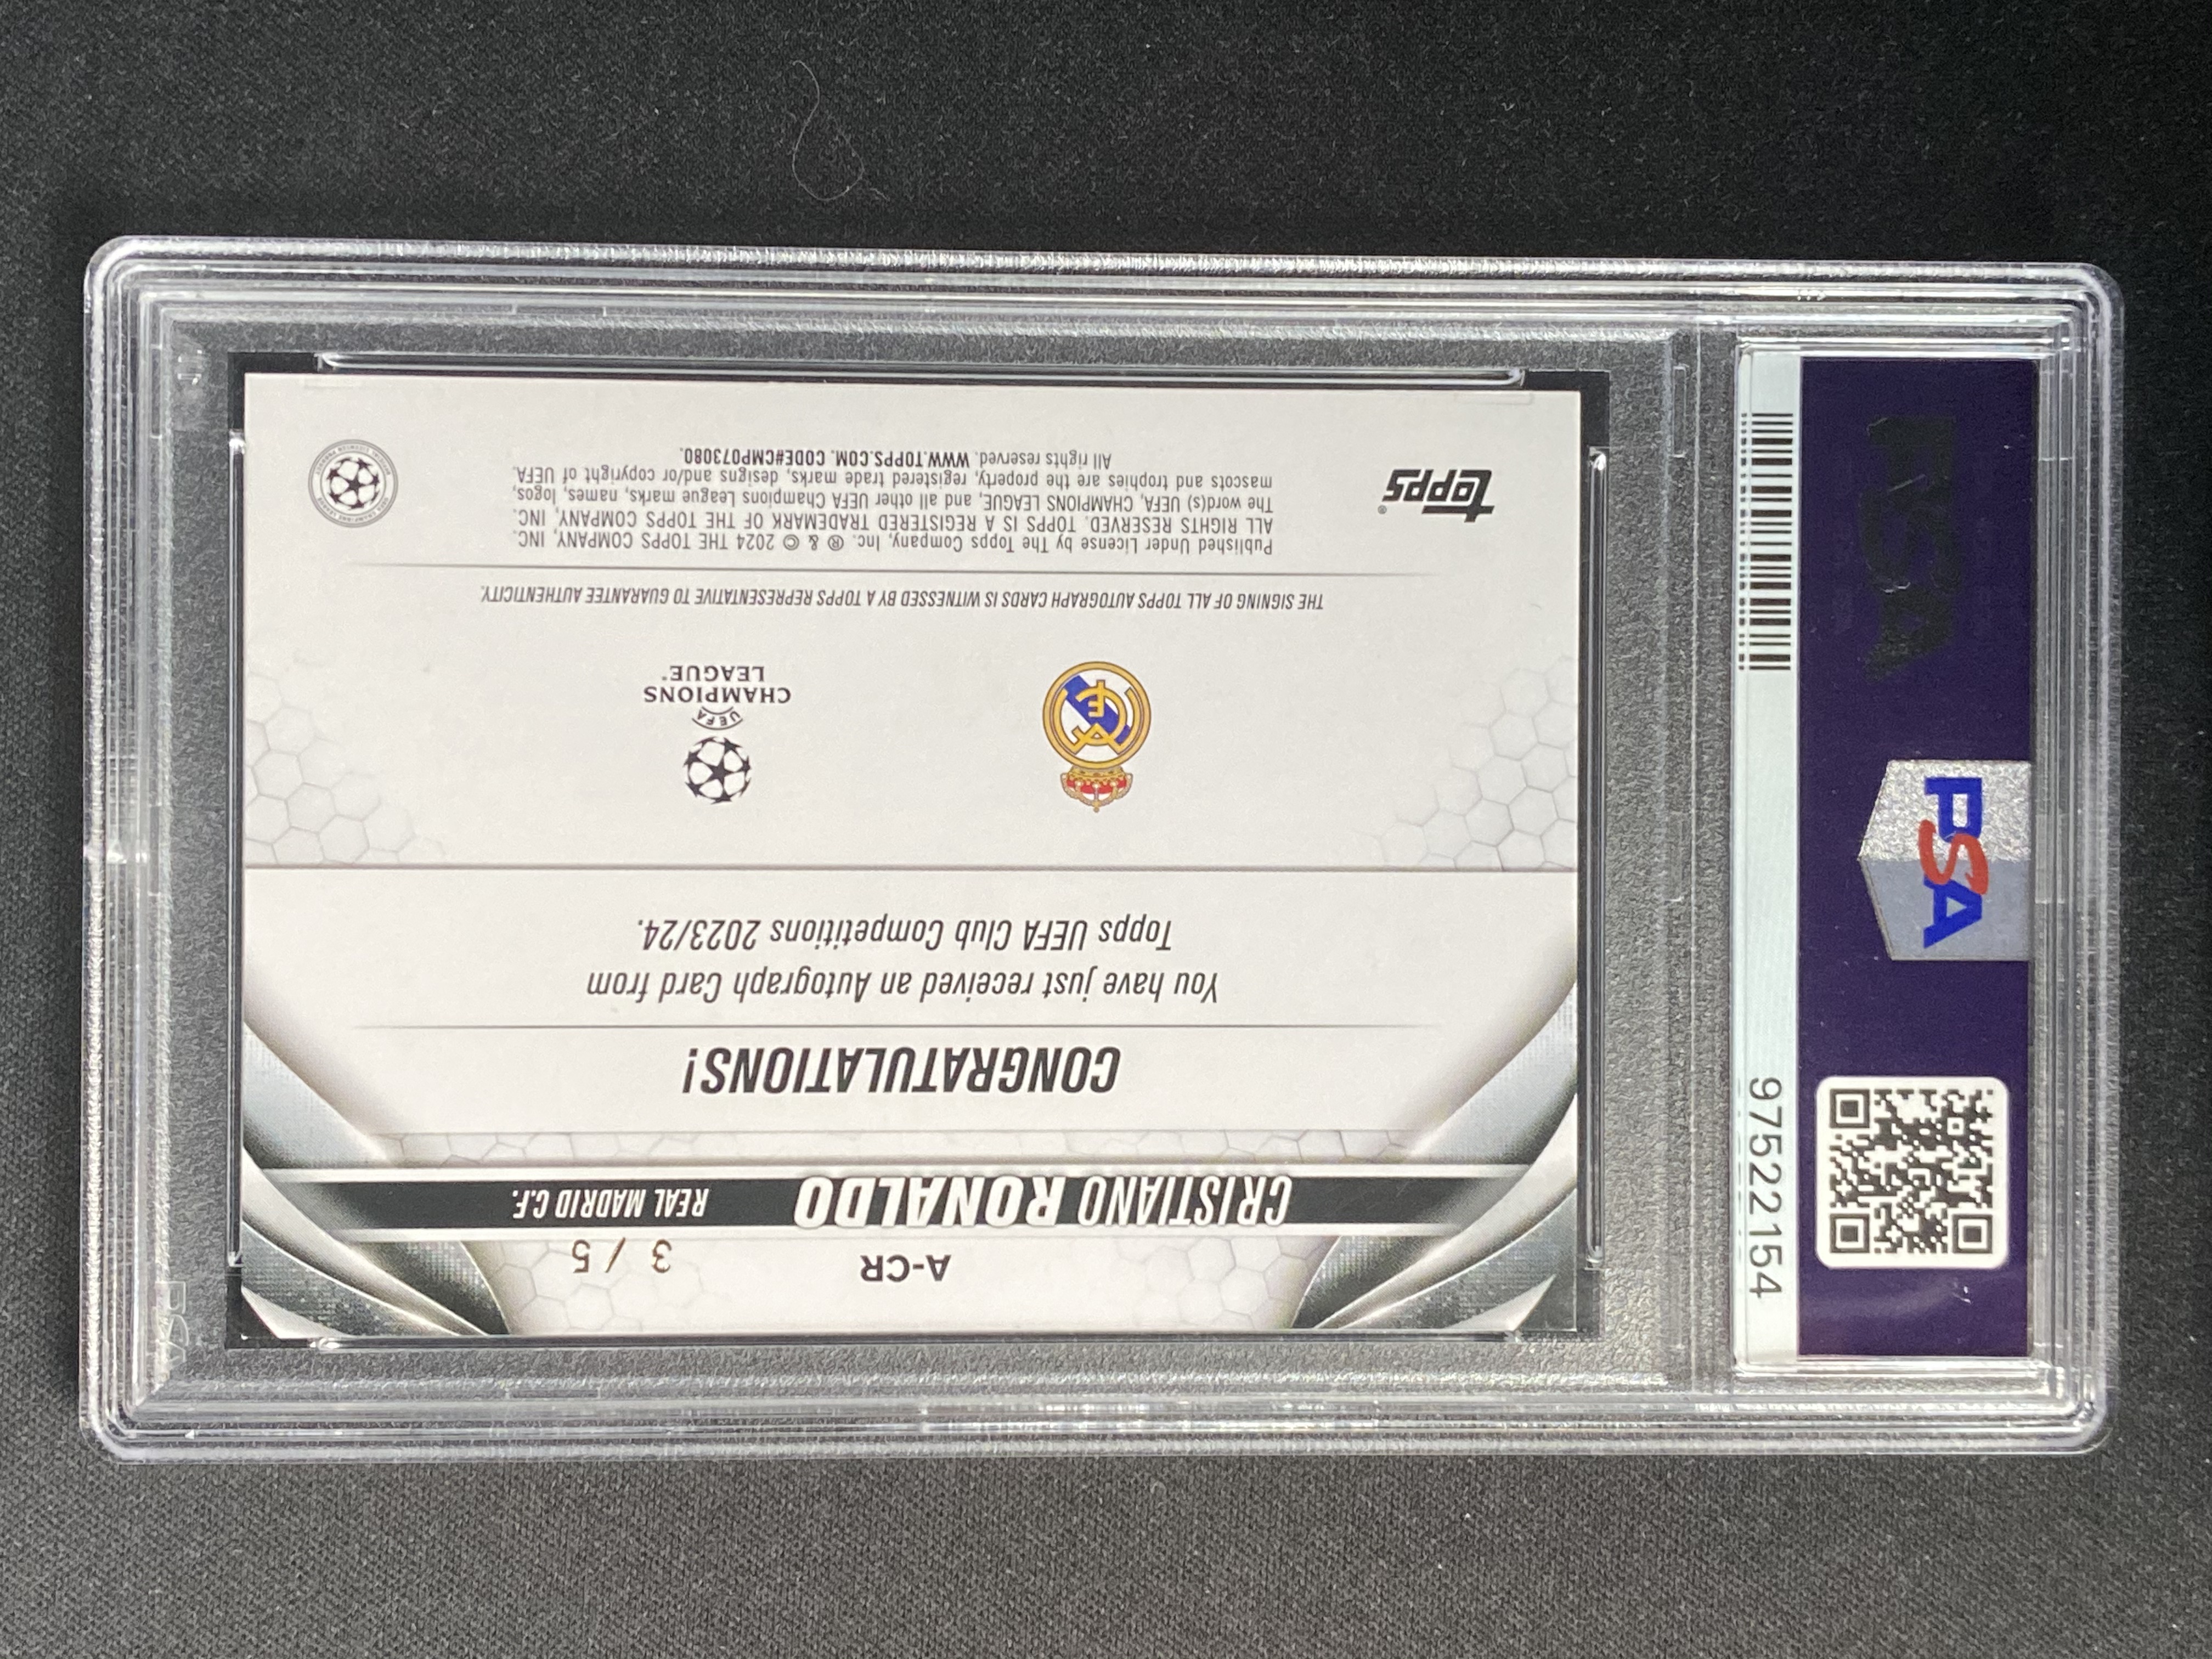 A-CR
3 / 5
CRISTIANO RONALDO
REAL MADRID C.F.
CONGRATULATIONS!
You have just received an Autograph Card from
Topps UEFA Club Competitions 2023/24.
UEFA
CHAMPIONS
LEAGUE®
THE SIGNING OF ALL TOPPS AUTOGRAPH CARDS IS WITNESSED BY A TOPPS REPRESENTATIVE TO GUARANTEE AUTHENTICITY.
Published Under License by The Topps Company, Inc. ® & © 2024 THE TOPPS COMPANY, INC.
ALL RIGHTS RESERVED. TOPPS IS A REGISTERED TRADEMARK OF THE TOPPS COMPANY, INC.
The word(s) UEFA, CHAMPIONS LEAGUE, and all other UEFA Champions League marks, names, logos,
mascots and trophies are the property, registered trade marks, designs and/or copyright of UEFA.
All rights reserved. WWW.TOPPS.COM. CODE#CMP073080.
topps®
PSA
PSA
97522154
PSA